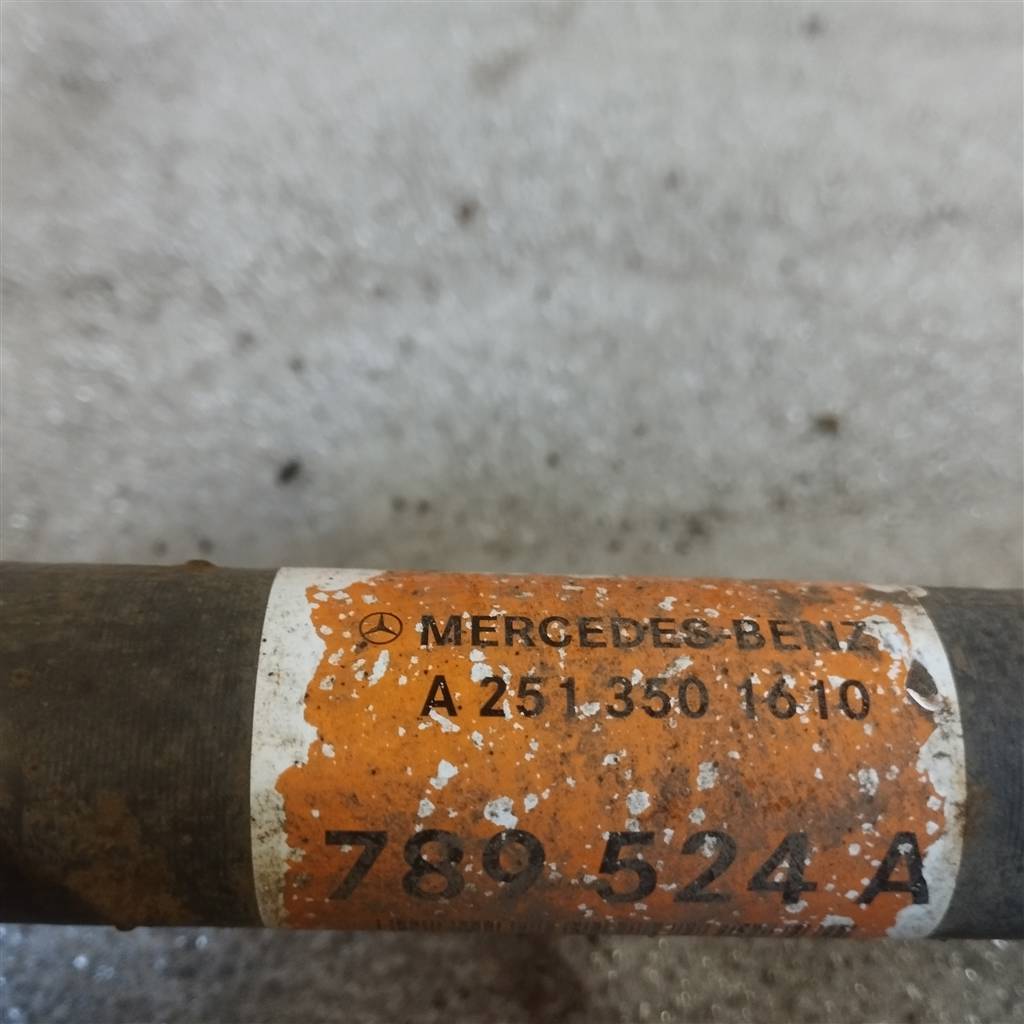 MERCEDES-BENZ
A 251 350 1610
789 524 A